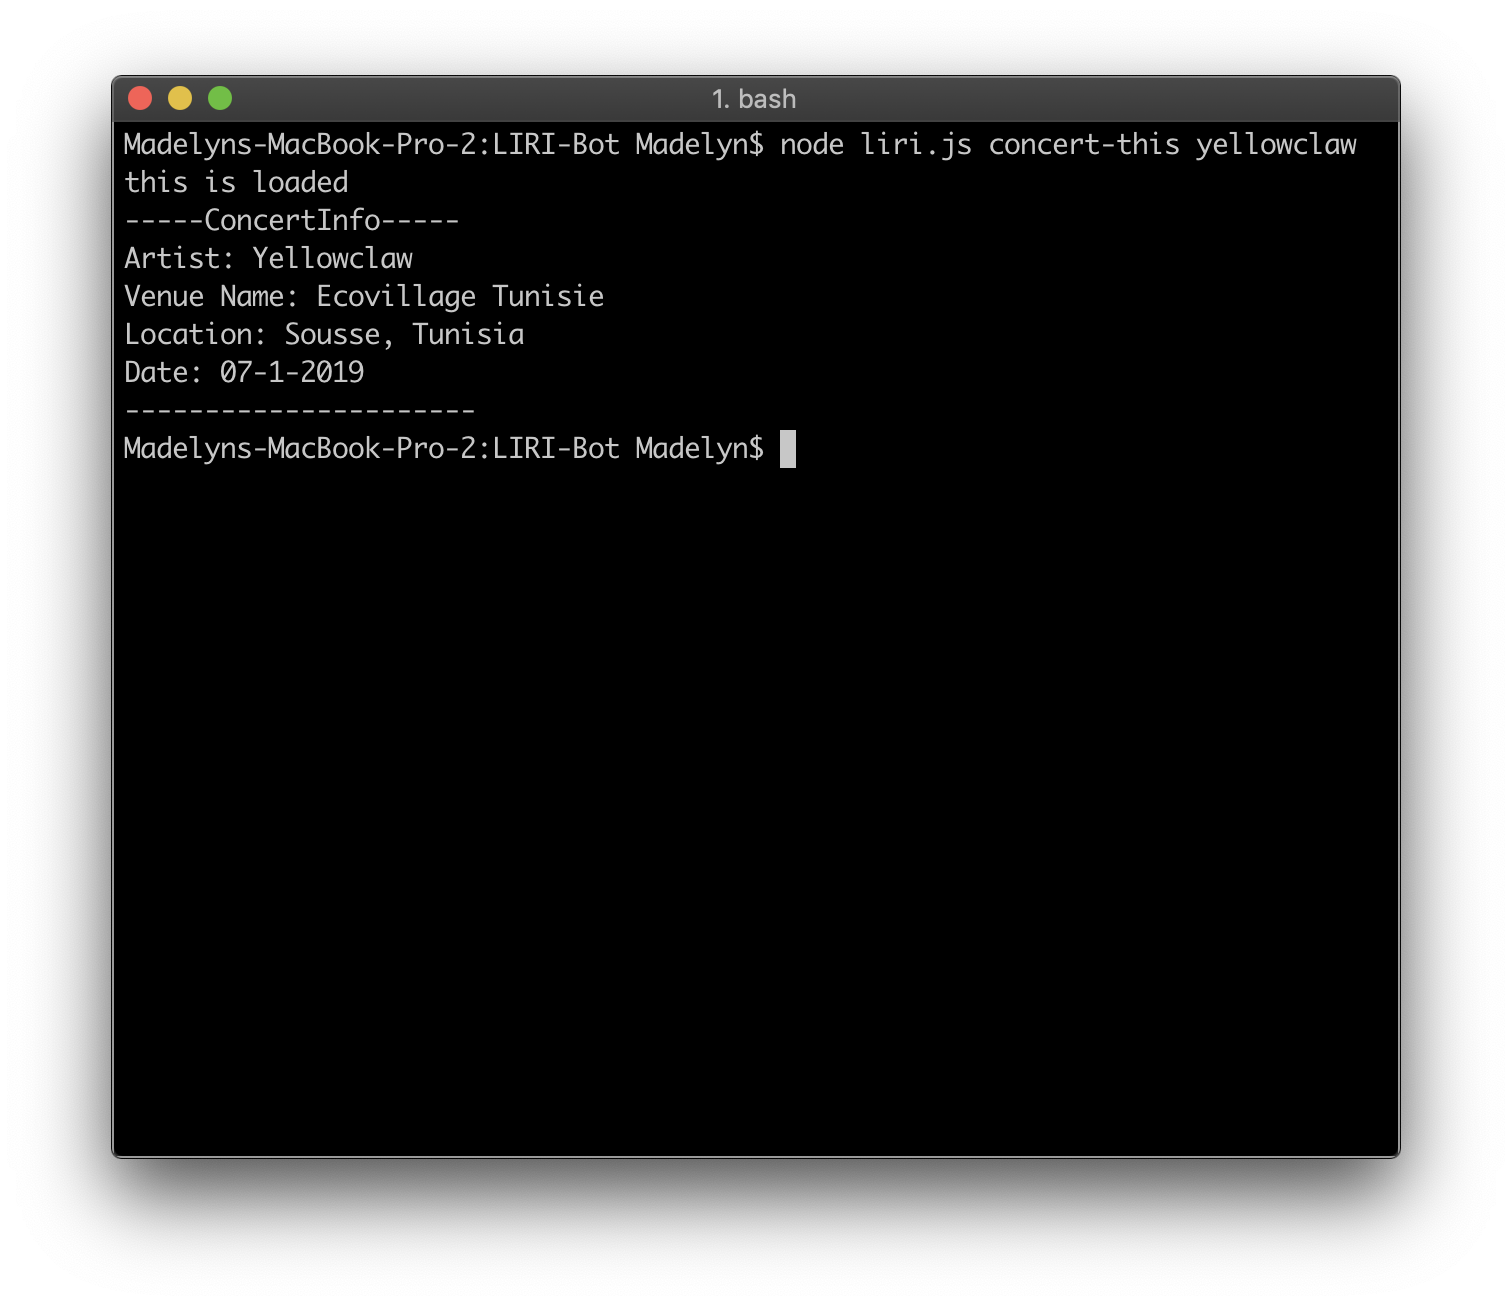 1. bash
Madelyns-MacBook-Pro-2:LIRI-Bot Madelyn$ node liri.js concert-this yellowclaw
this is loaded
-----ConcertInfo-----
Artist: Yellowclaw
Venue Name: Ecovillage Tunisie
Location: Sousse, Tunisia
Date: 07-1-2019
----------------------
Madelyns-MacBook-Pro-2:LIRI-Bot Madelyn$